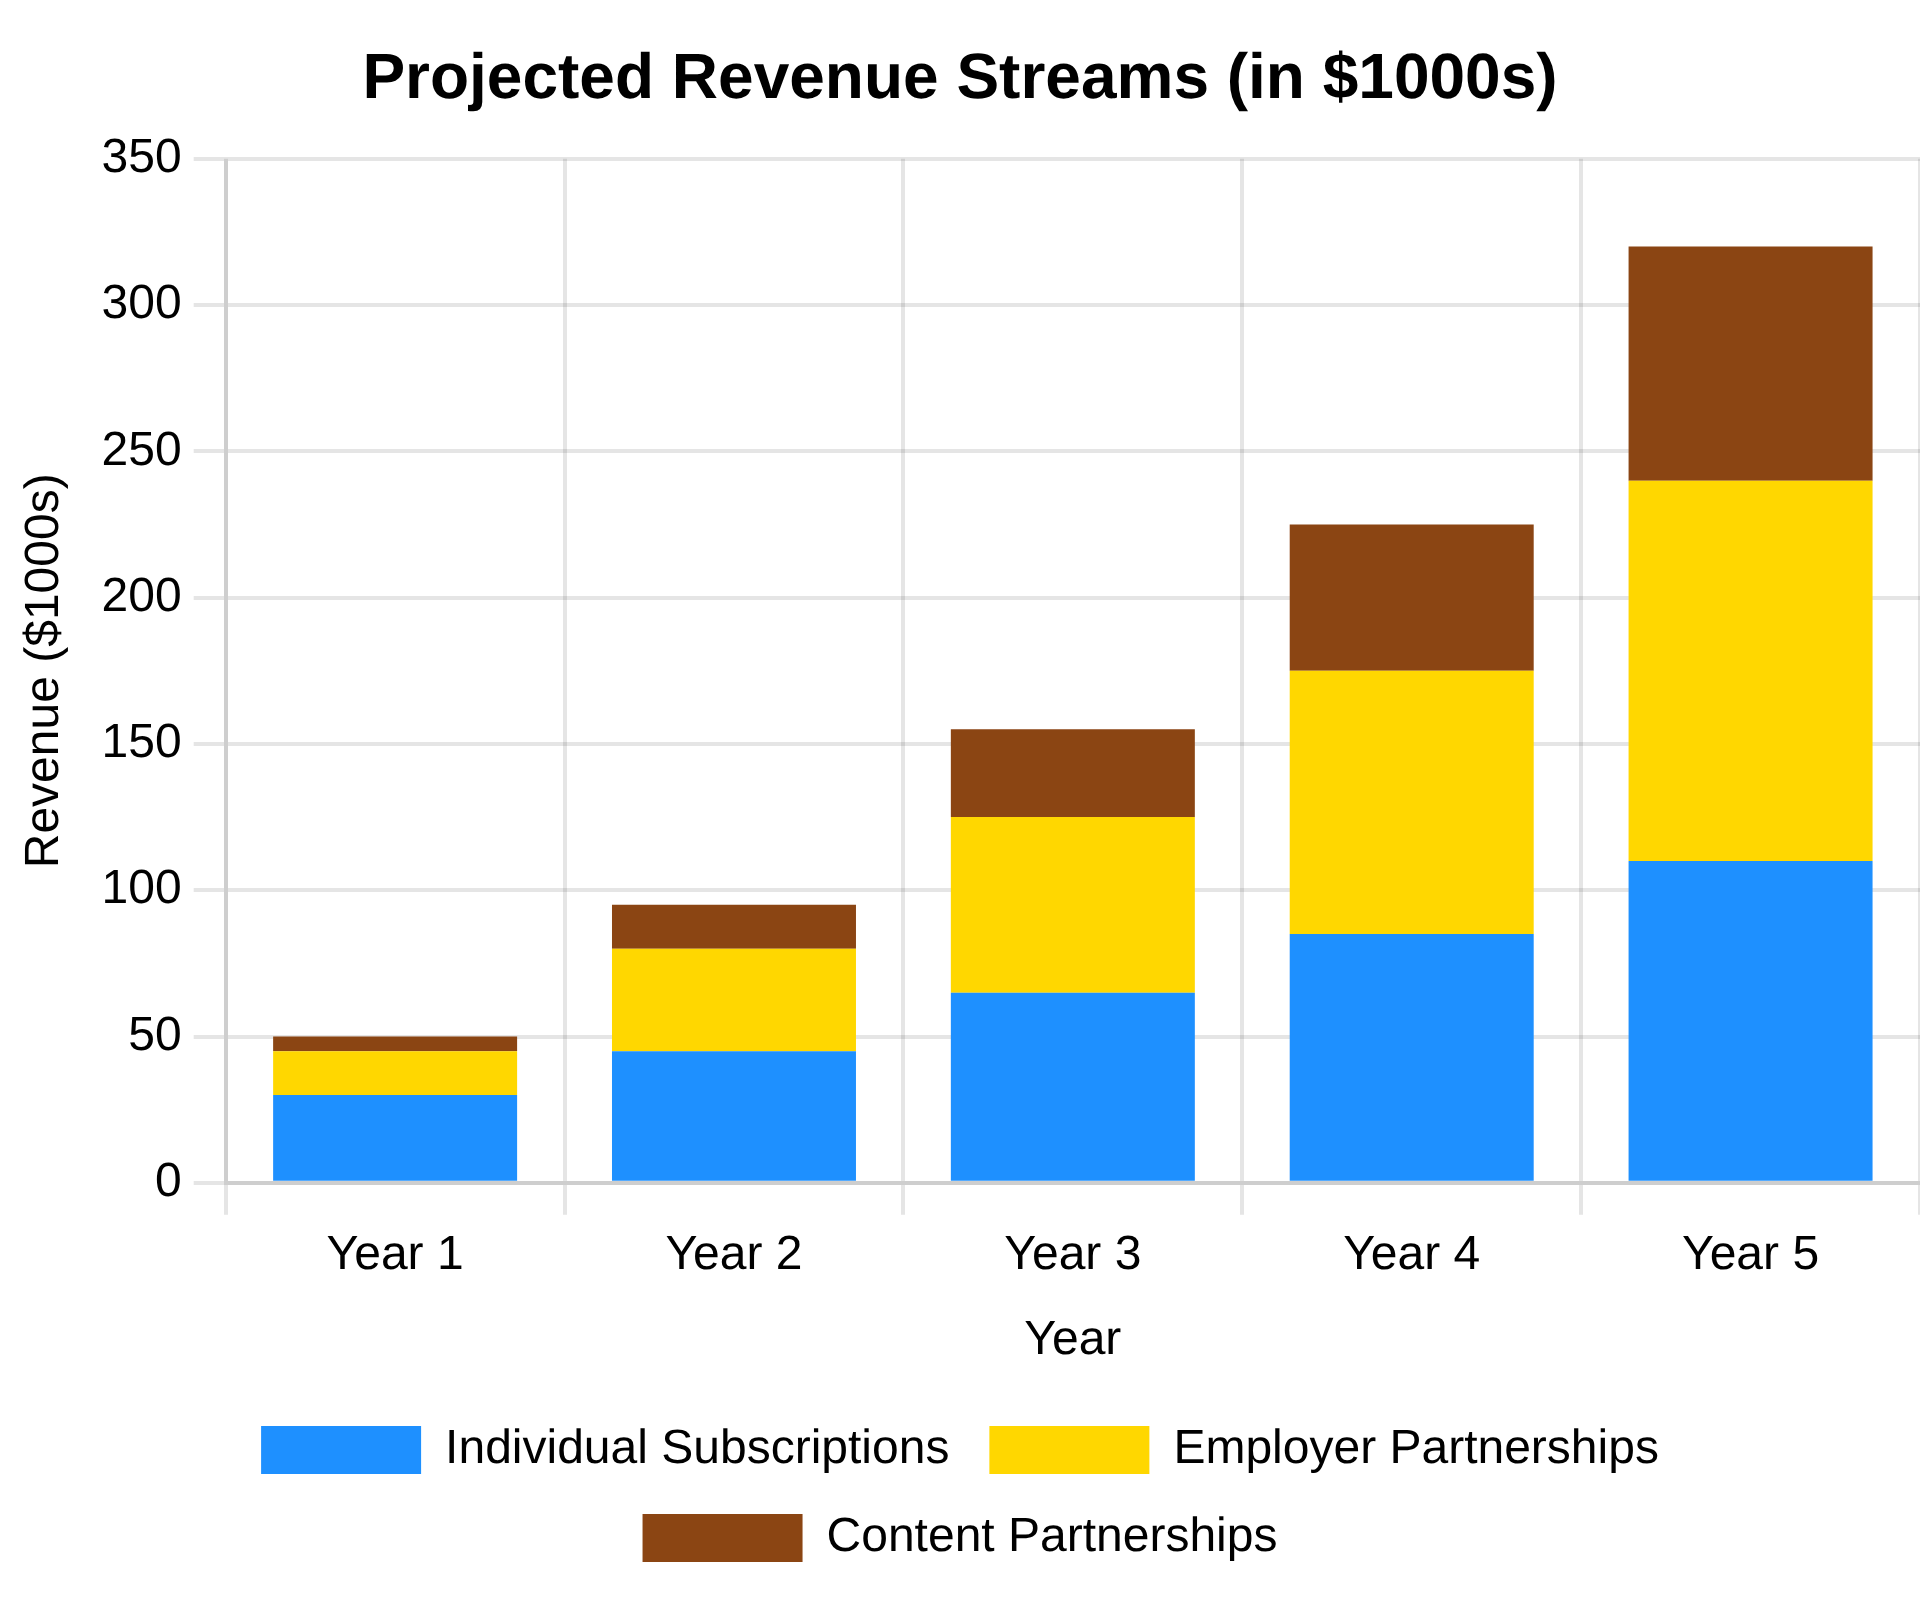 Projected Revenue Streams (in $1000s)
350
300
250
200
150
100
50
0
Revenue ($1000s)
Year 1 Year 2 Year 3 Year 4 Year 5
Year
Individual Subscriptions Employer Partnerships
Content Partnerships